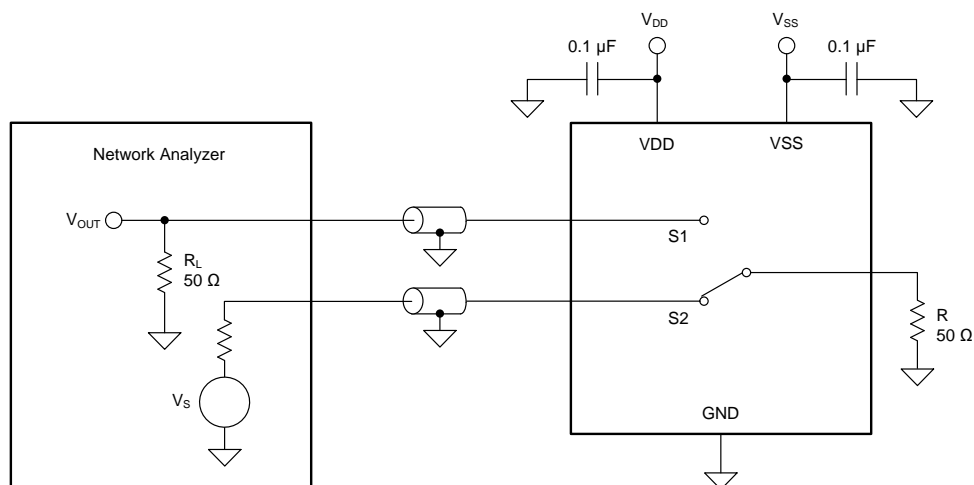 V_DD
V_SS
0.1 µF
0.1 µF
VDD
VSS
Network Analyzer
V_OUT
S1
R_L
50 Ω
S2
R
50 Ω
V_S
GND